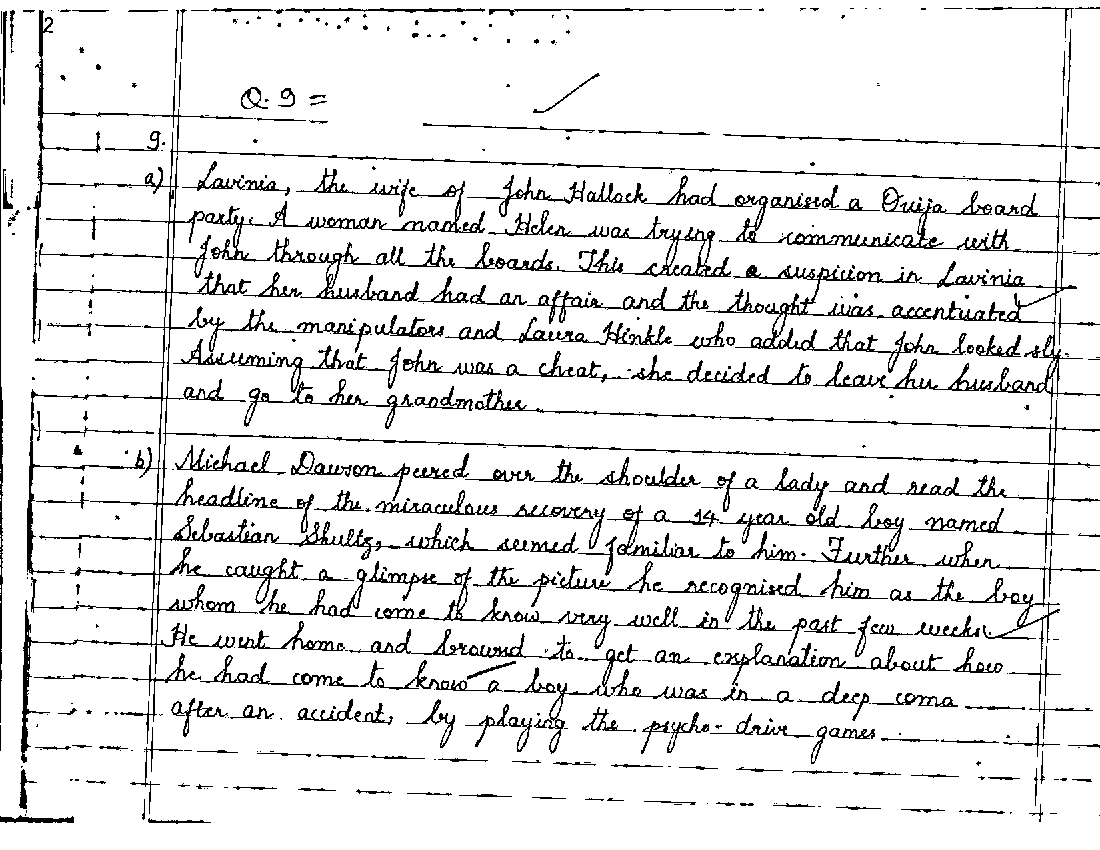 2
Q. 9 =
9.
a) Lavinia, the wife of John Hallock had organised a Ouija board
party. A woman named Helen was trying to communicate with
John through all the boards. This created a suspicion in Lavinia
that her husband had an affair and the thought was accentuated
by the manipulators and Laura Hinkle who added that John looked sly.
Assuming that John was a cheat, she decided to leave her husband
and go to her grandmother.
b) Michael Dawson peered over the shoulder of a lady and read the
headline of the miraculous recovery of a 14 year old boy named
Sebastian Shultz, which seemed familiar to him. Further when
he caught a glimpse of the picture he recognised him as the boy
whom he had come to know very well in the past few weeks.
He went home and browsed to get an explanation about how
he had come to know a boy who was in a deep coma
after an accident, by playing the psycho-drive games.